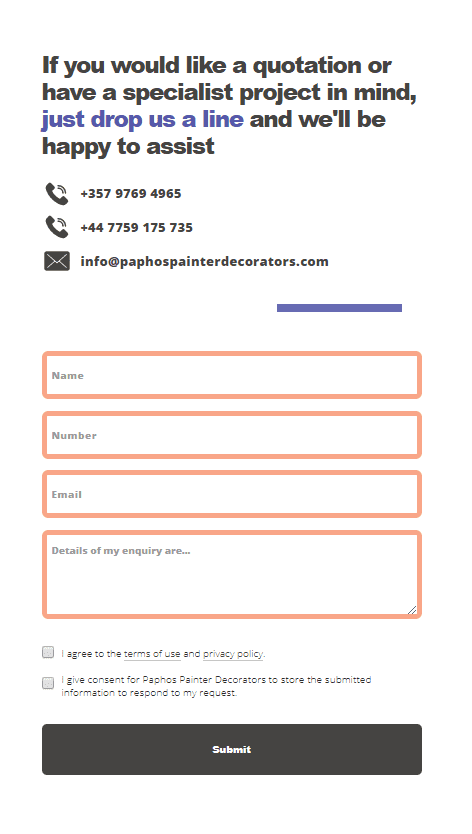 If you would like a quotation or
have a specialist project in mind,
just drop us a line and we'll be
happy to assist
+357 9769 4965
+44 7759 175 735
info@paphospainterdecorators.com
Name
Number
Email
Details of my enquiry are...
I agree to the terms of use and privacy policy.
I give consent for Paphos Painter Decorators to store the submitted
information to respond to my request.
Submit